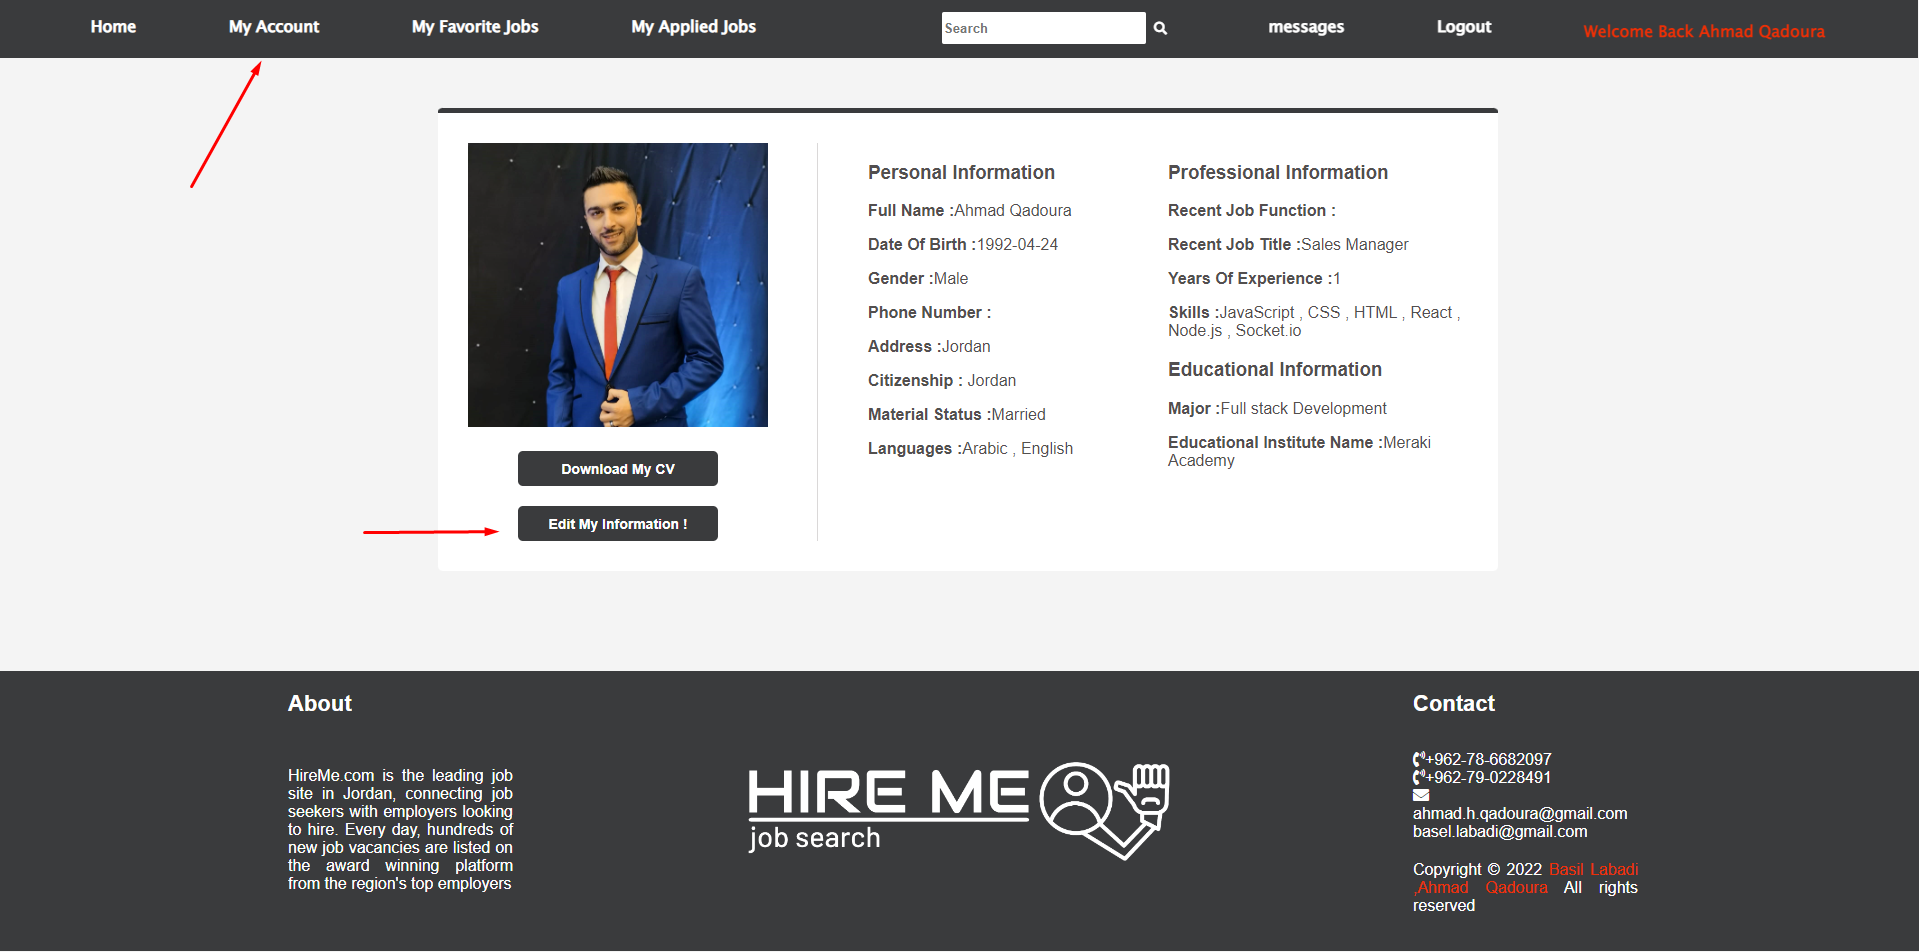 Home My Account My Favorite Jobs My Applied Jobs Search messages Logout Welcome Back Ahmad Qadoura
Download My CV
Edit My Information !
Personal Information
Full Name :Ahmad Qadoura
Date Of Birth :1992-04-24
Gender :Male
Phone Number :
Address :Jordan
Citizenship : Jordan
Material Status :Married
Languages :Arabic , English
Professional Information
Recent Job Function :
Recent Job Title :Sales Manager
Years Of Experience :1
Skills :JavaScript , CSS , HTML , React ,
Node.js , Socket.io
Educational Information
Major :Full stack Development
Educational Institute Name :Meraki
Academy
About
HireMe.com is the leading job
site in Jordan, connecting job
seekers with employers looking
to hire. Every day, hundreds of
new job vacancies are listed on
the award winning platform
from the region's top employers
HIRE ME
job search
Contact
+962-78-6682097
+962-79-0228491
ahmad.h.qadoura@gmail.com
basel.labadi@gmail.com
Copyright © 2022 Basil Labadi
,Ahmad Qadoura All rights
reserved